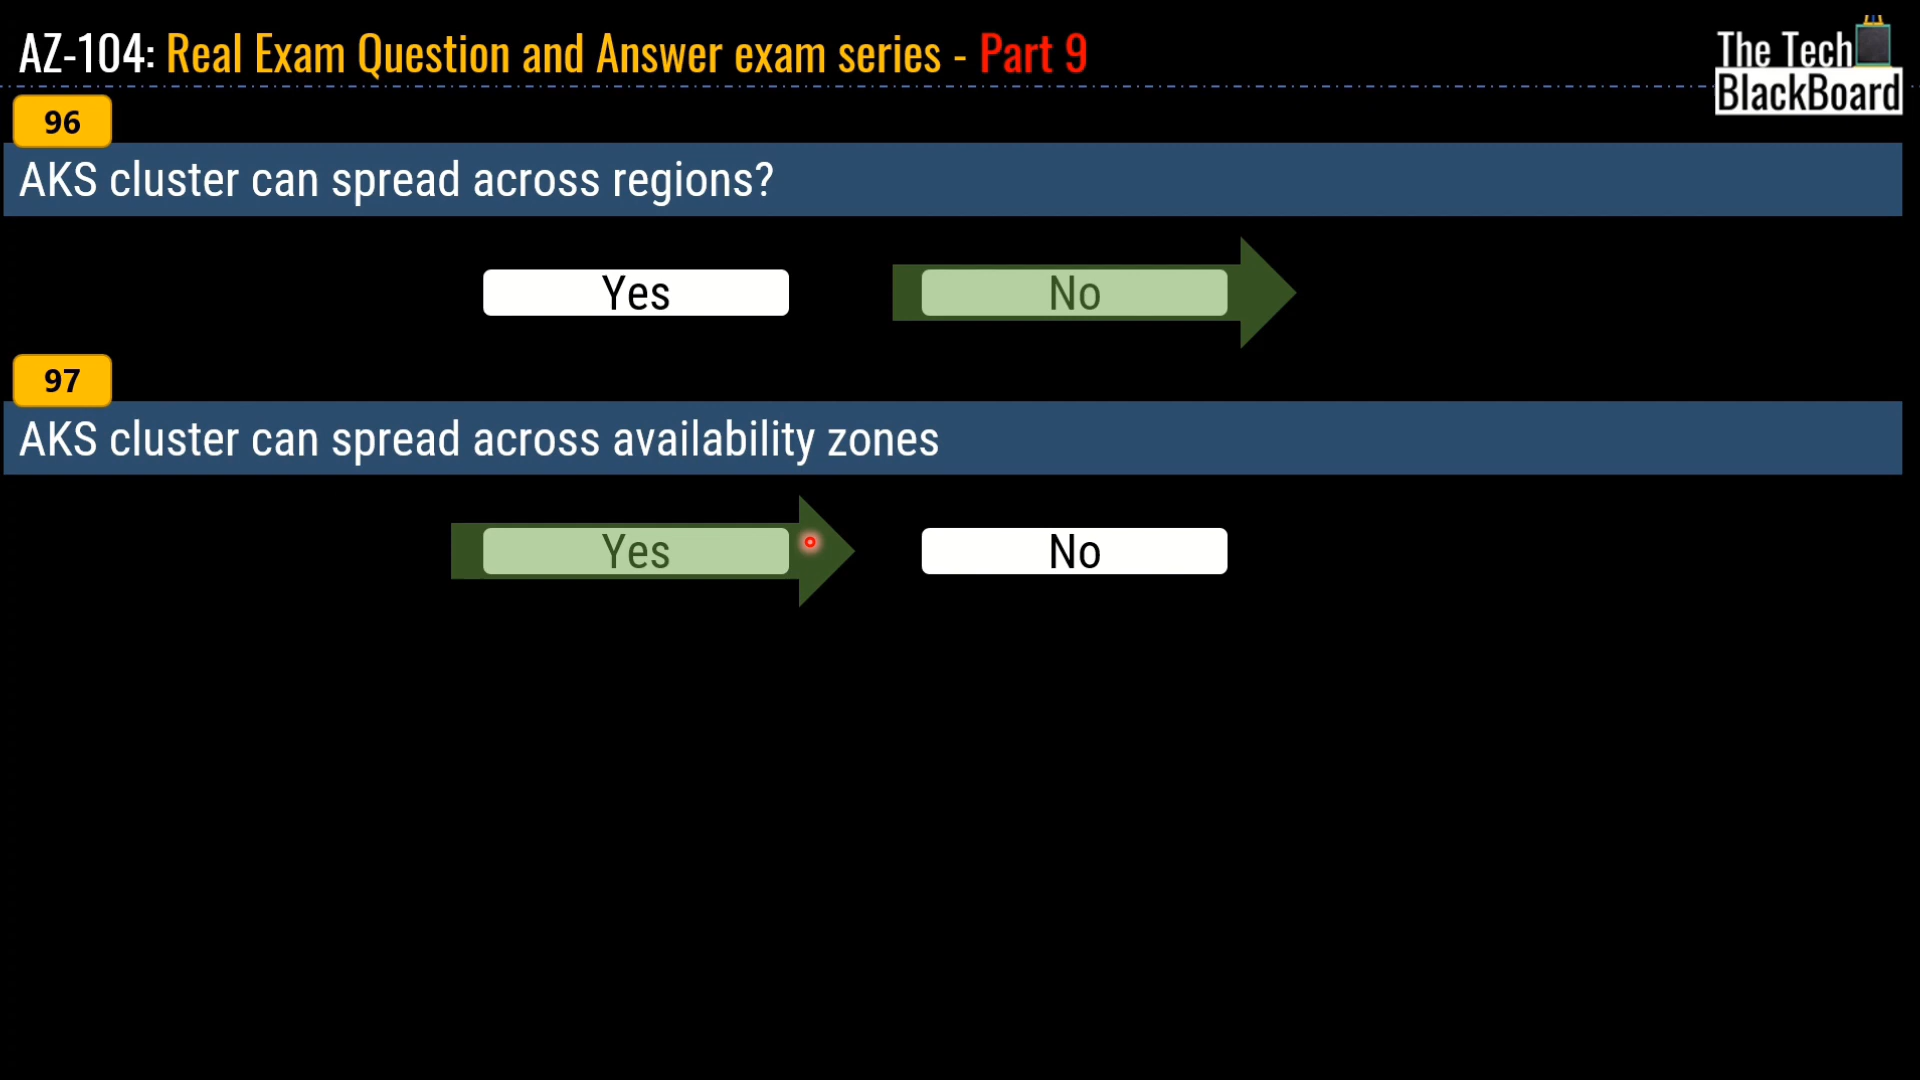 AZ-104: Real Exam Question and Answer exam series - Part 9
The Tech
BlackBoard
96
AKS cluster can spread across regions?
Yes
No
97
AKS cluster can spread across availability zones
Yes
No